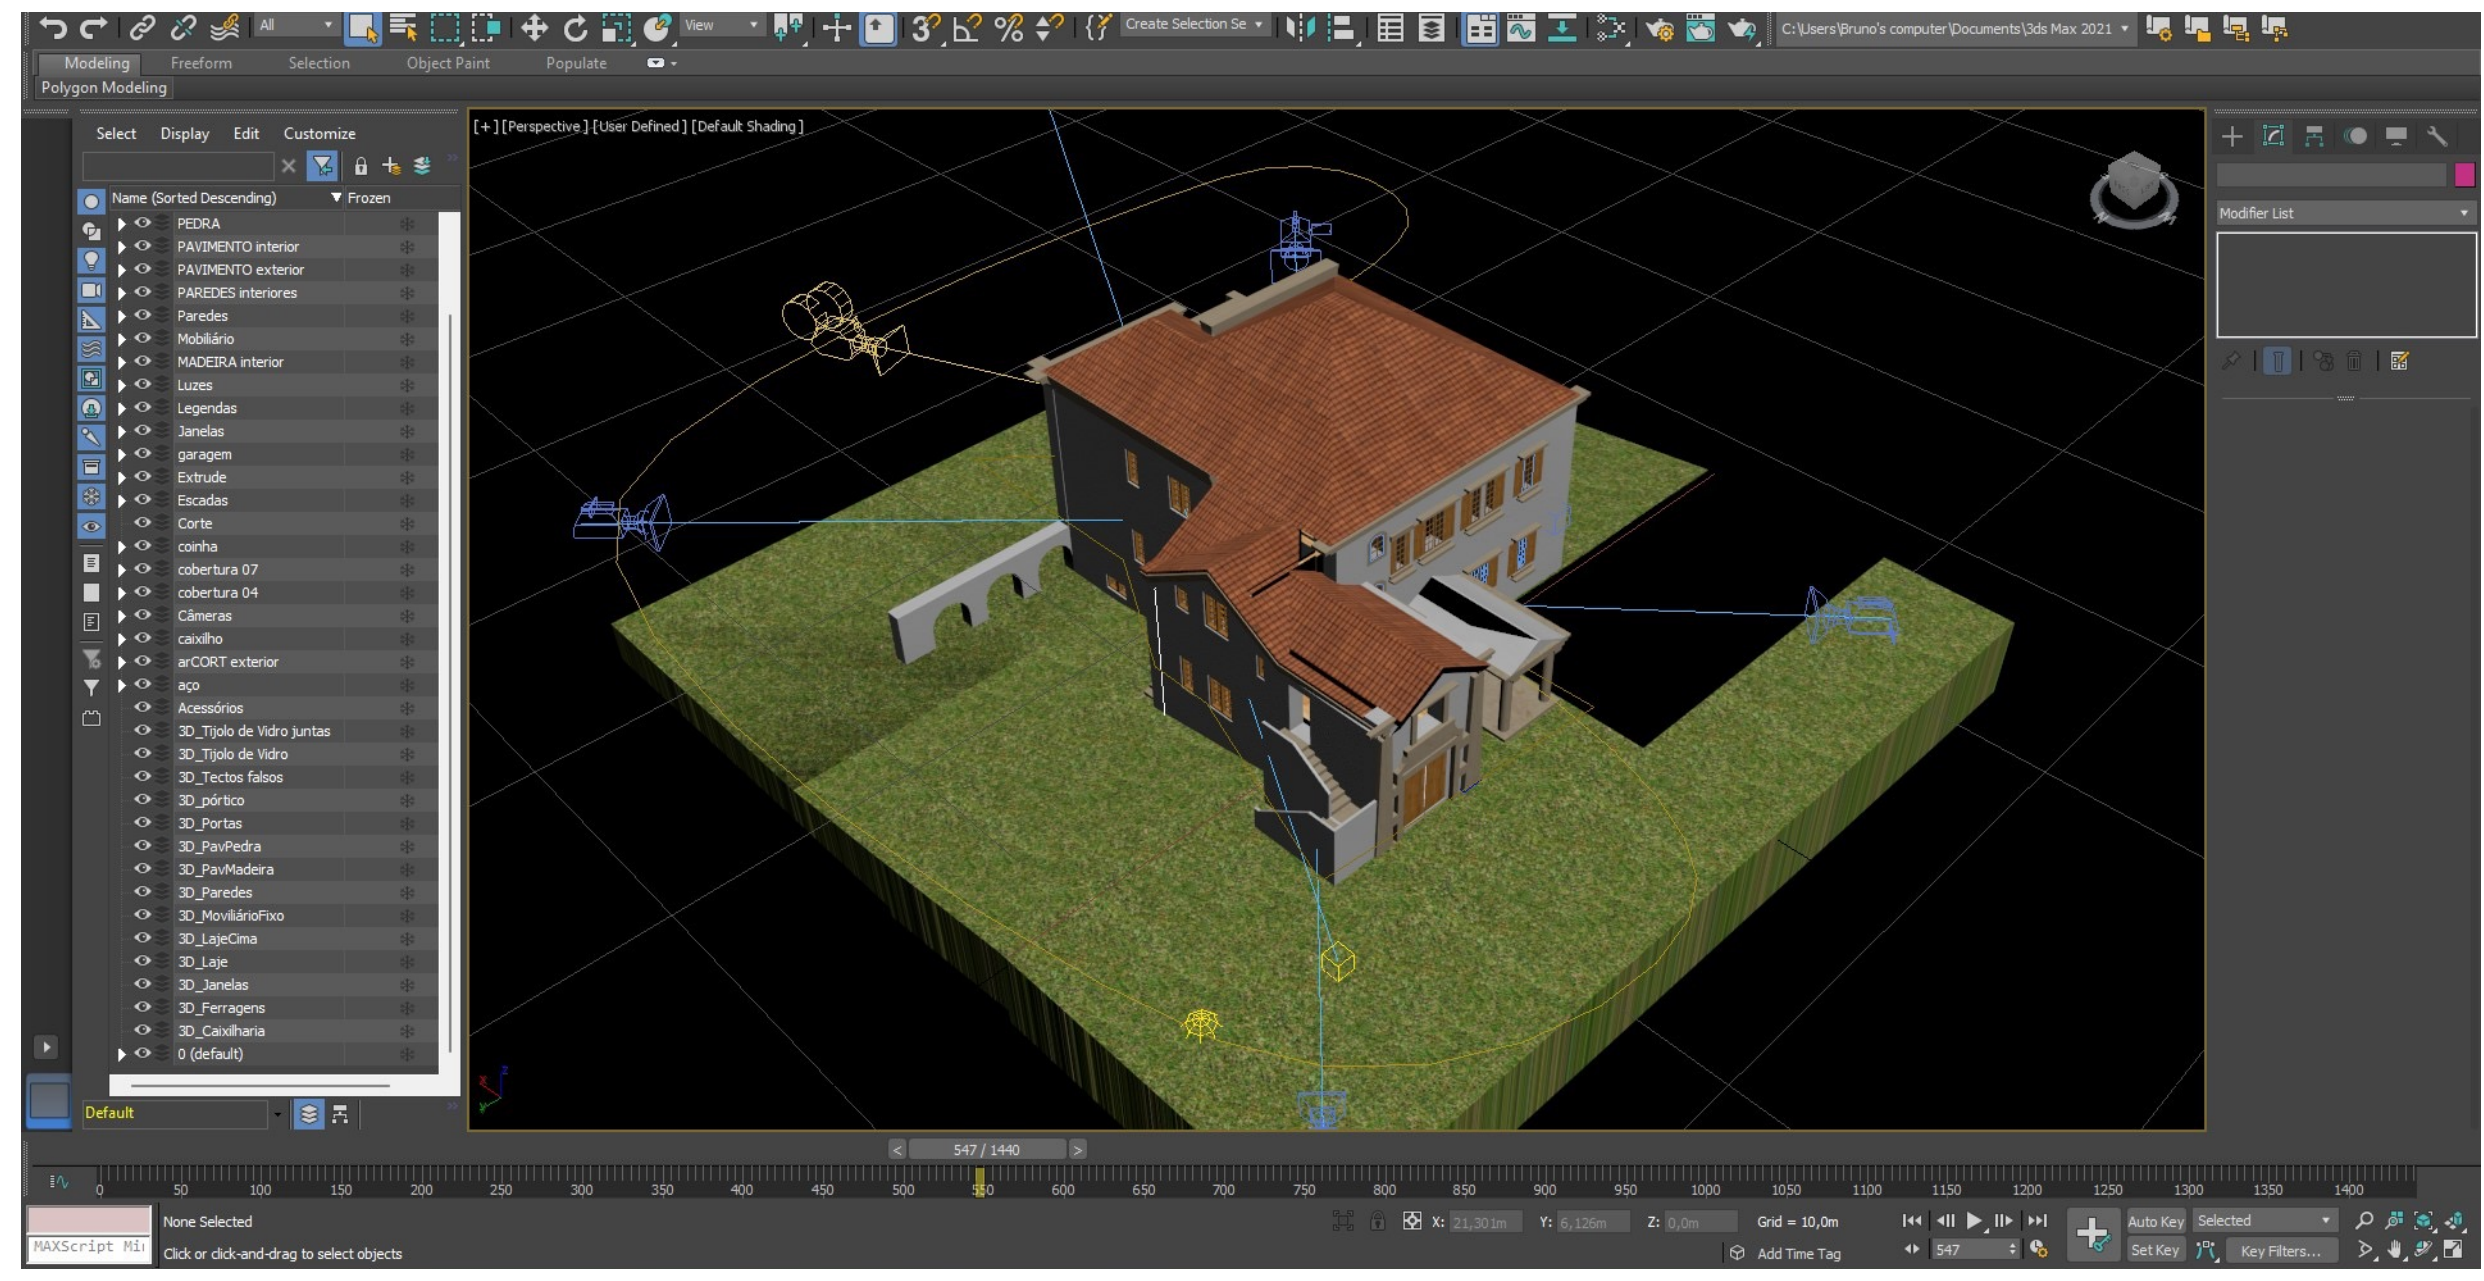 All
View
Create Selection Se
C:\Users\Bruno's computer\Documents\3ds Max 2021
Modeling
Freeform
Selection
Object Paint
Populate
Polygon Modeling
Select
Display
Edit
Customize
Name (Sorted Descending)
Frozen
PEDRA
PAVIMENTO interior
PAVIMENTO exterior
PAREDES interiores
Paredes
Mobiliário
MADEIRA interior
Luzes
Legendas
Janelas
garagem
Extrude
Escadas
Corte
coinha
cobertura 07
cobertura 04
Câmeras
caixilho
arCORT exterior
aço
Acessórios
3D_Tijolo de Vidro juntas
3D_Tijolo de Vidro
3D_Tectos falsos
3D_pórtico
3D_Portas
3D_PavPedra
3D_PavMadeira
3D_Paredes
3D_MoviliárioFixo
3D_LajeCima
3D_Laje
3D_Janelas
3D_Ferragens
3D_Caixilharia
0 (default)
Default
[+] [Perspective] [User Defined] [Default Shading]
Modifier List
547 / 1440
0 50 100 150 200 250 300 350 400 450 500 550 600 650 700 750 800 850 900 950 1000 1050 1100 1150 1200 1250 1300 1350 1400
None Selected
X: 21,301m Y: 6,126m Z: 0,0m
Grid = 10,0m
Auto Key
Selected
MAXScript Mi
Click or click-and-drag to select objects
Add Time Tag
547
Set Key
Key Filters...